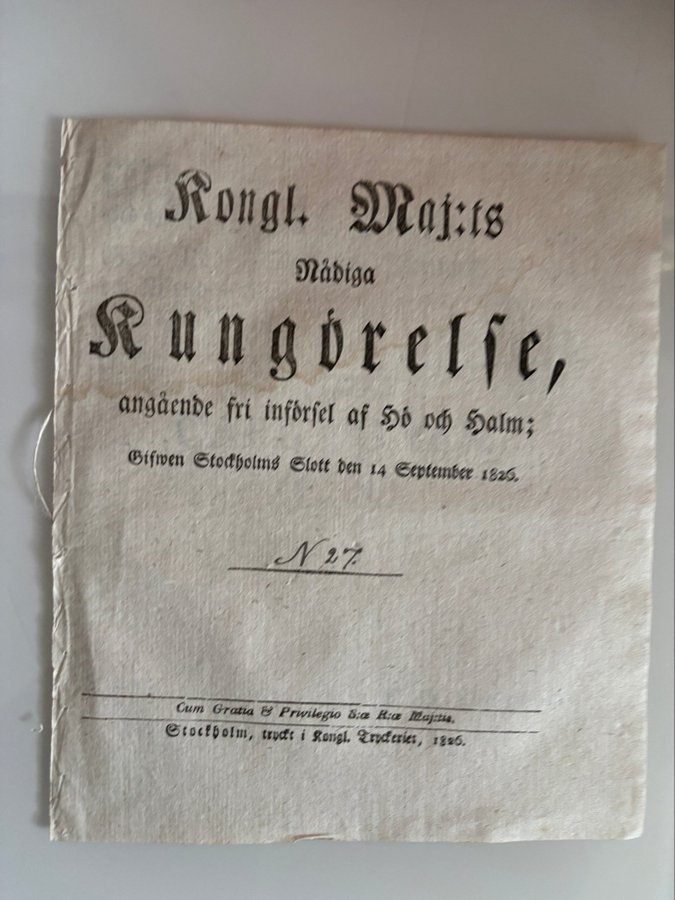 Kongl. Maj:ts
Nådiga
Kungörelse,
angående fri införsel af Hö och Halm;
Gifwen Stockholms Slott den 14 September 1826.
N 27.
Cum Gratia & Privilegio S:æ R:æ Maj:tis.
Stockholm, tryckt i Kongl. Tryckeriet, 1826.